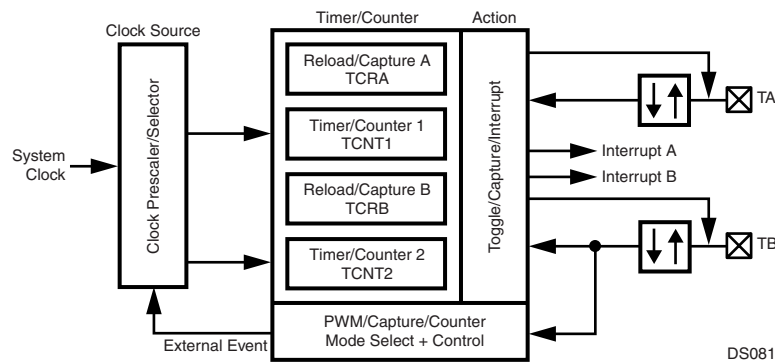 Timer/Counter
Action
Clock Source
Reload/Capture A
TCRA
Timer/Counter 1
TCNT1
Reload/Capture B
TCRB
Timer/Counter 2
TCNT2
Clock Prescaler/Selector
Toggle/Capture/Interrupt
System
Clock
TA
Interrupt A
Interrupt B
TB
PWM/Capture/Counter
Mode Select + Control
External Event
DS081